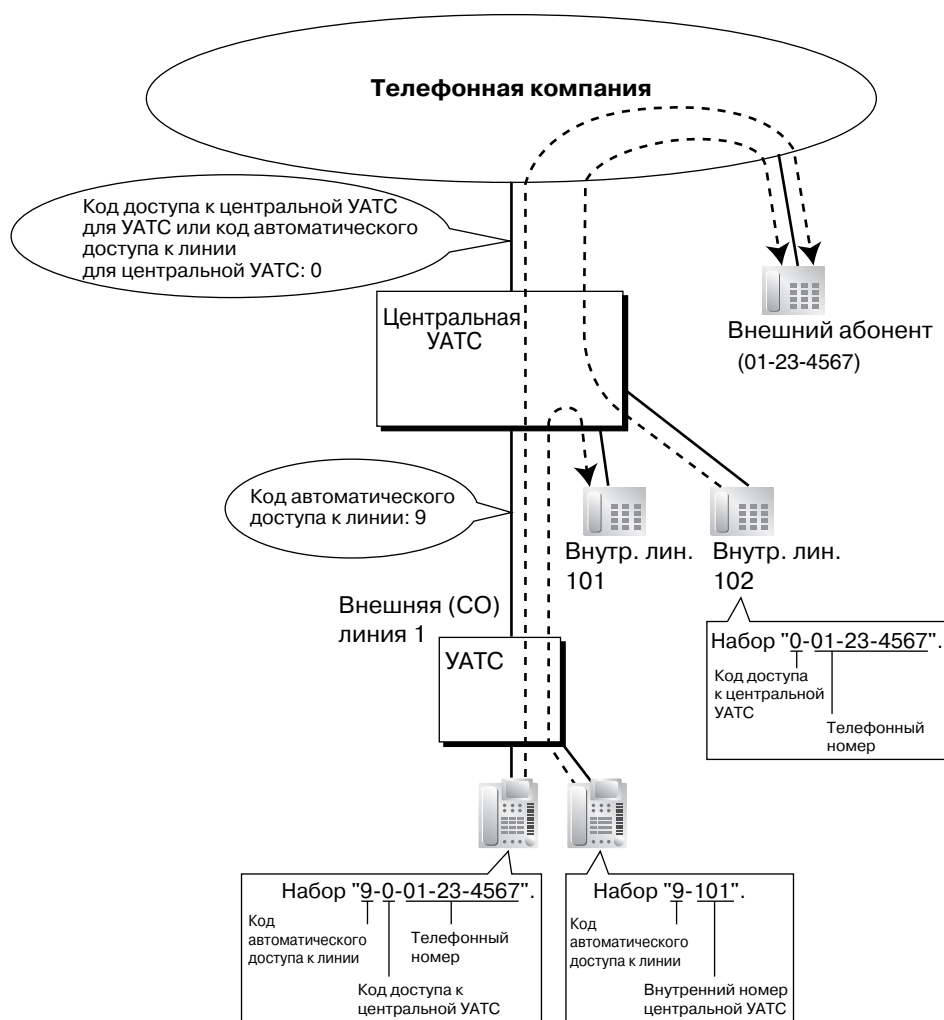 Телефонная компания
Код доступа к центральной УАТС
для УАТС или код автоматического
доступа к линии
для центральной УАТС: 0
Центральная
УАТС
Внешний абонент
(01-23-4567)
Код автоматического
доступа к линии: 9
Внутр. лин.
101
Внутр. лин.
102
Внешняя (CO)
линия 1
УАТС
Набор "0-01-23-4567".
Код доступа
к центральной
УАТС
Телефонный
номер
Набор "9-0-01-23-4567".
Код
автоматического
доступа к линии
Телефонный
номер
Код доступа к
центральной УАТС
Набор "9-101".
Код
автоматического
доступа к линии
Внутренний номер
центральной УАТС